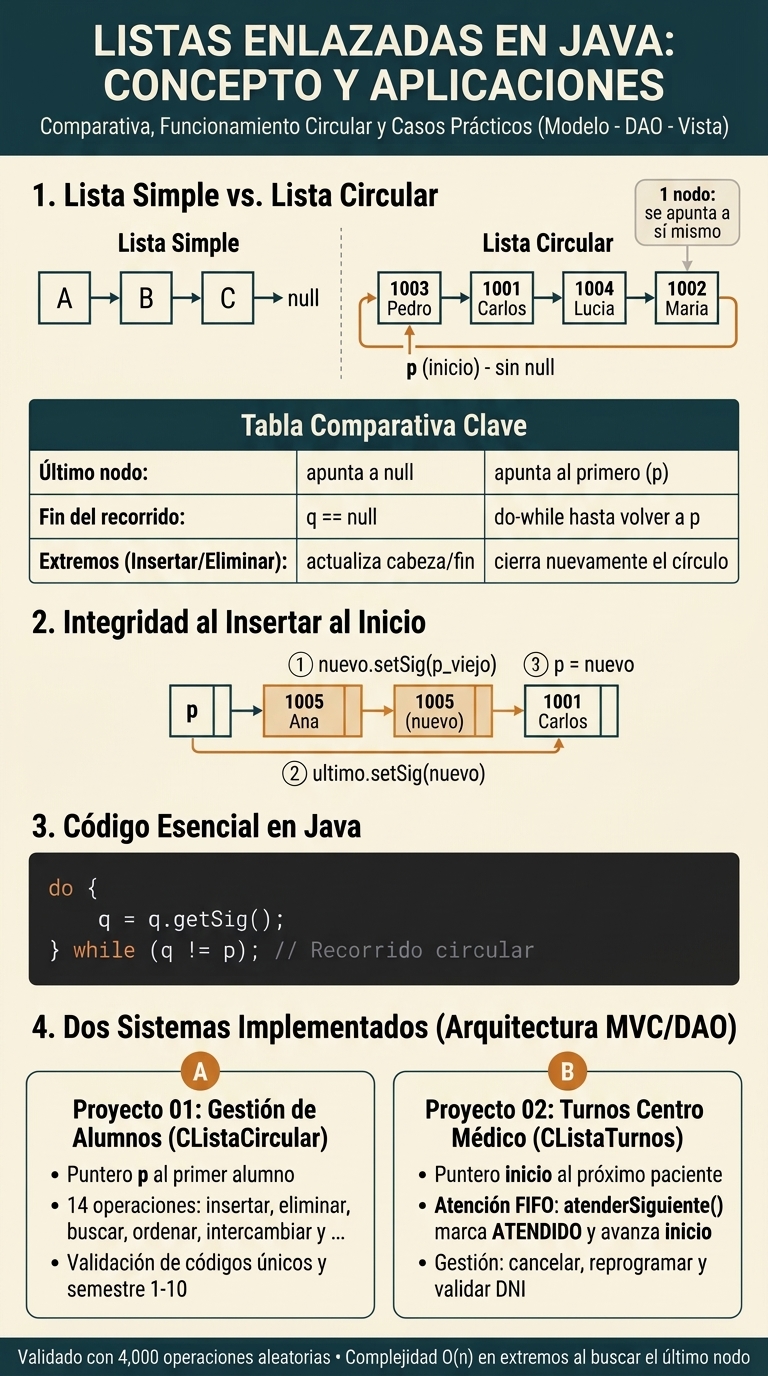 LISTAS ENLAZADAS EN JAVA:
CONCEPTO Y APLICACIONES
Comparativa, Funcionamiento Circular y Casos Prácticos (Modelo - DAO - Vista)
1. Lista Simple vs. Lista Circular
1 nodo:
se apunta a
sí mismo
Lista Simple
A
B
C
null
Lista Circular
1003
Pedro
1001
Carlos
1004
Lucia
1002
Maria
p (inicio) - sin null
Tabla Comparativa Clave
Último nodo: apunta a null apunta al primero (p)
Fin del recorrido: q == null do-while hasta volver a p
Extremos (Insertar/Eliminar): actualiza cabeza/fin cierra nuevamente el círculo
2. Integridad al Insertar al Inicio
① nuevo.setSig(p_viejo) ③ p = nuevo
p
1005
Ana
1005
(nuevo)
1001
Carlos
② ultimo.setSig(nuevo)
3. Código Esencial en Java
do {
q = q.getSig();
} while (q != p); // Recorrido circular
4. Dos Sistemas Implementados (Arquitectura MVC/DAO)
A
Proyecto 01: Gestión de
Alumnos (CListaCircular)
• Puntero p al primer alumno
• 14 operaciones: insertar, eliminar,
buscar, ordenar, intercambiar y ...
• Validación de códigos únicos y
semestre 1-10
B
Proyecto 02: Turnos Centro
Médico (CListaTurnos)
• Puntero inicio al próximo paciente
• Atención FIFO: atenderSiguiente()
marca ATENDIDO y avanza inicio
• Gestión: cancelar, reprogramar y
validar DNI
Validado con 4,000 operaciones aleatorias • Complejidad O(n) en extremos al buscar el último nodo